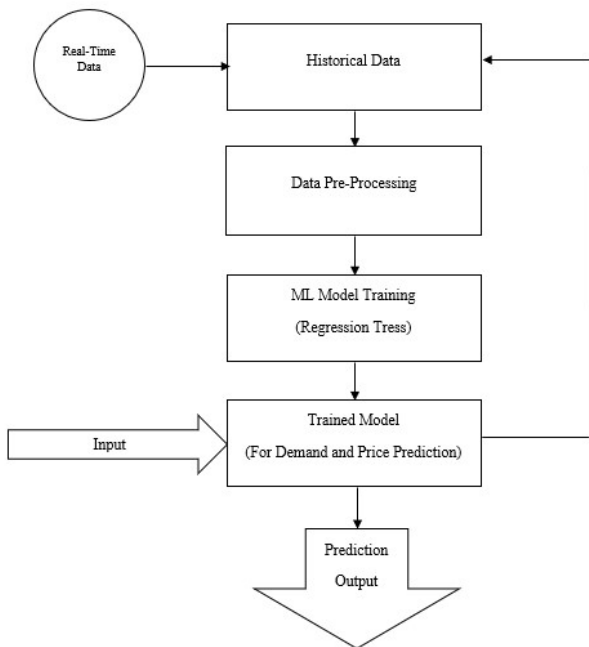 Real-Time
Data
Historical Data
Data Pre-Processing
ML Model Training
(Regression Tress)
Trained Model
(For Demand and Price Prediction)
Input
Prediction
Output